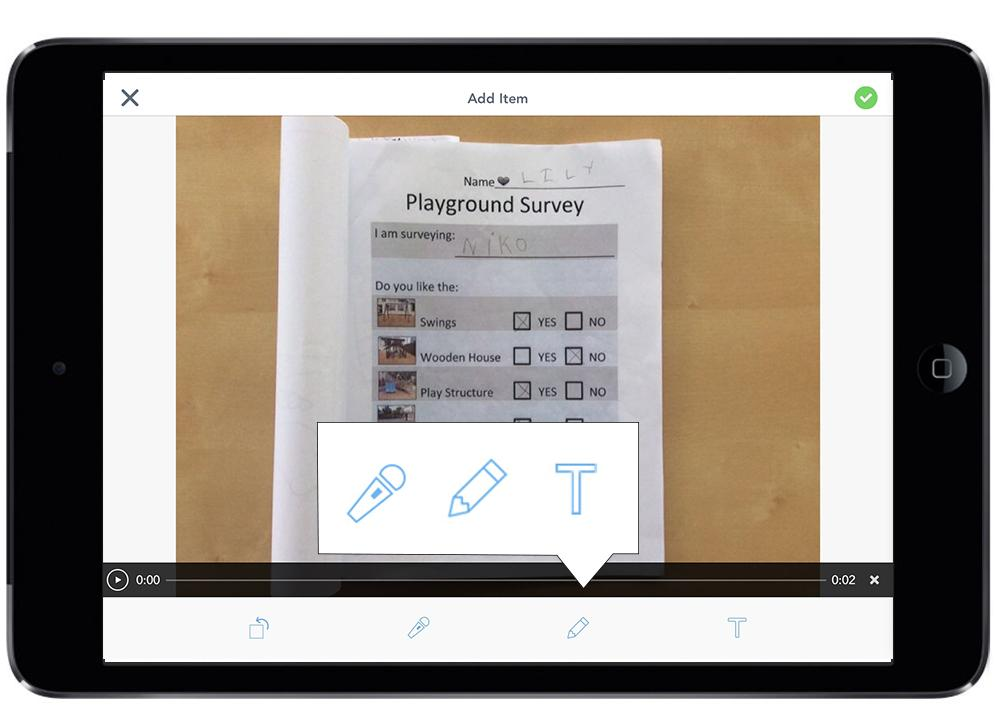 Add Item
Name LILY
Playground Survey
I am surveying: NiKO
Do you like the:
Swings YES NO
Wooden House YES NO
Play Structure YES NO
T
0:00 0:02
T